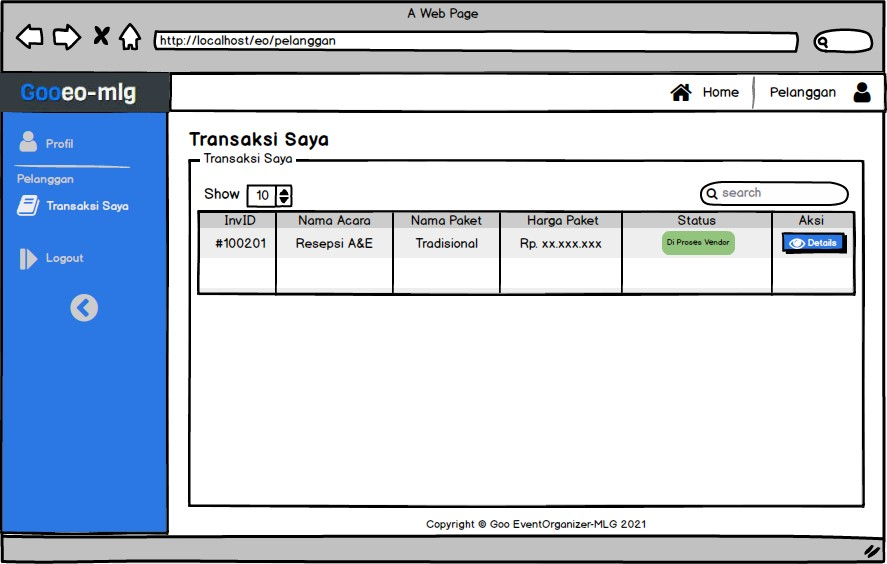 A Web Page
http://localhost/eo/pelanggan
Gooeo-mlg
Home
Pelanggan
Profil
Pelanggan
Transaksi Saya
Logout
Transaksi Saya
Transaksi Saya
Show 10
search
InvID Nama Acara Nama Paket Harga Paket Status Aksi
#100201 Resepsi A&E Tradisional Rp. xx.xxx.xxx Di Proses Vendor Details
Copyright © Goo EventOrganizer-MLG 2021